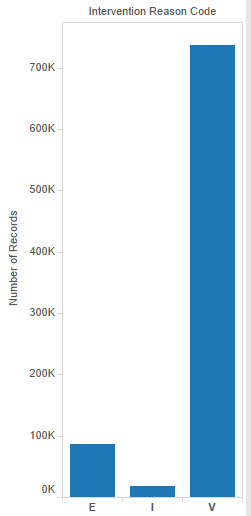 Intervention Reason Code
700K
600K
500K
400K
300K
200K
100K
0K
Number of Records
E I V